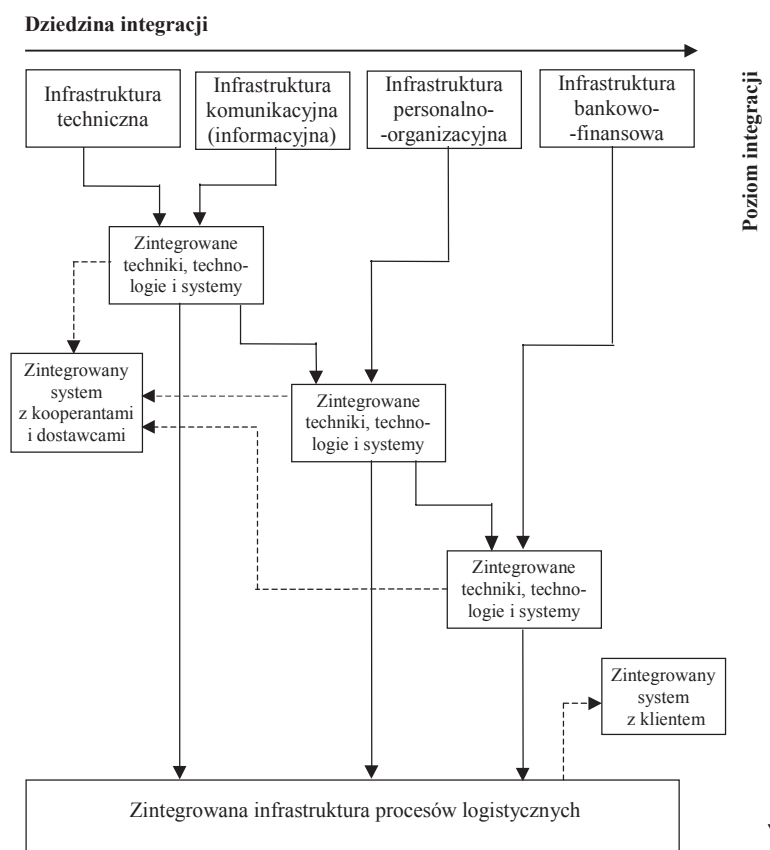 Dziedzina integracji
Infrastruktura
techniczna
Infrastruktura
komunikacyjna
(informacyjna)
Infrastruktura
personalno-
-organizacyjna
Infrastruktura
bankowo-
-finansowa
Poziom integracji
Zintegrowane
techniki, techno-
logie i systemy
Zintegrowany
system
z kooperantami
i dostawcami
Zintegrowane
techniki, techno-
logie i systemy
Zintegrowane
techniki, techno-
logie i systemy
Zintegrowany
system
z klientem
Zintegrowana infrastruktura procesów logistycznych